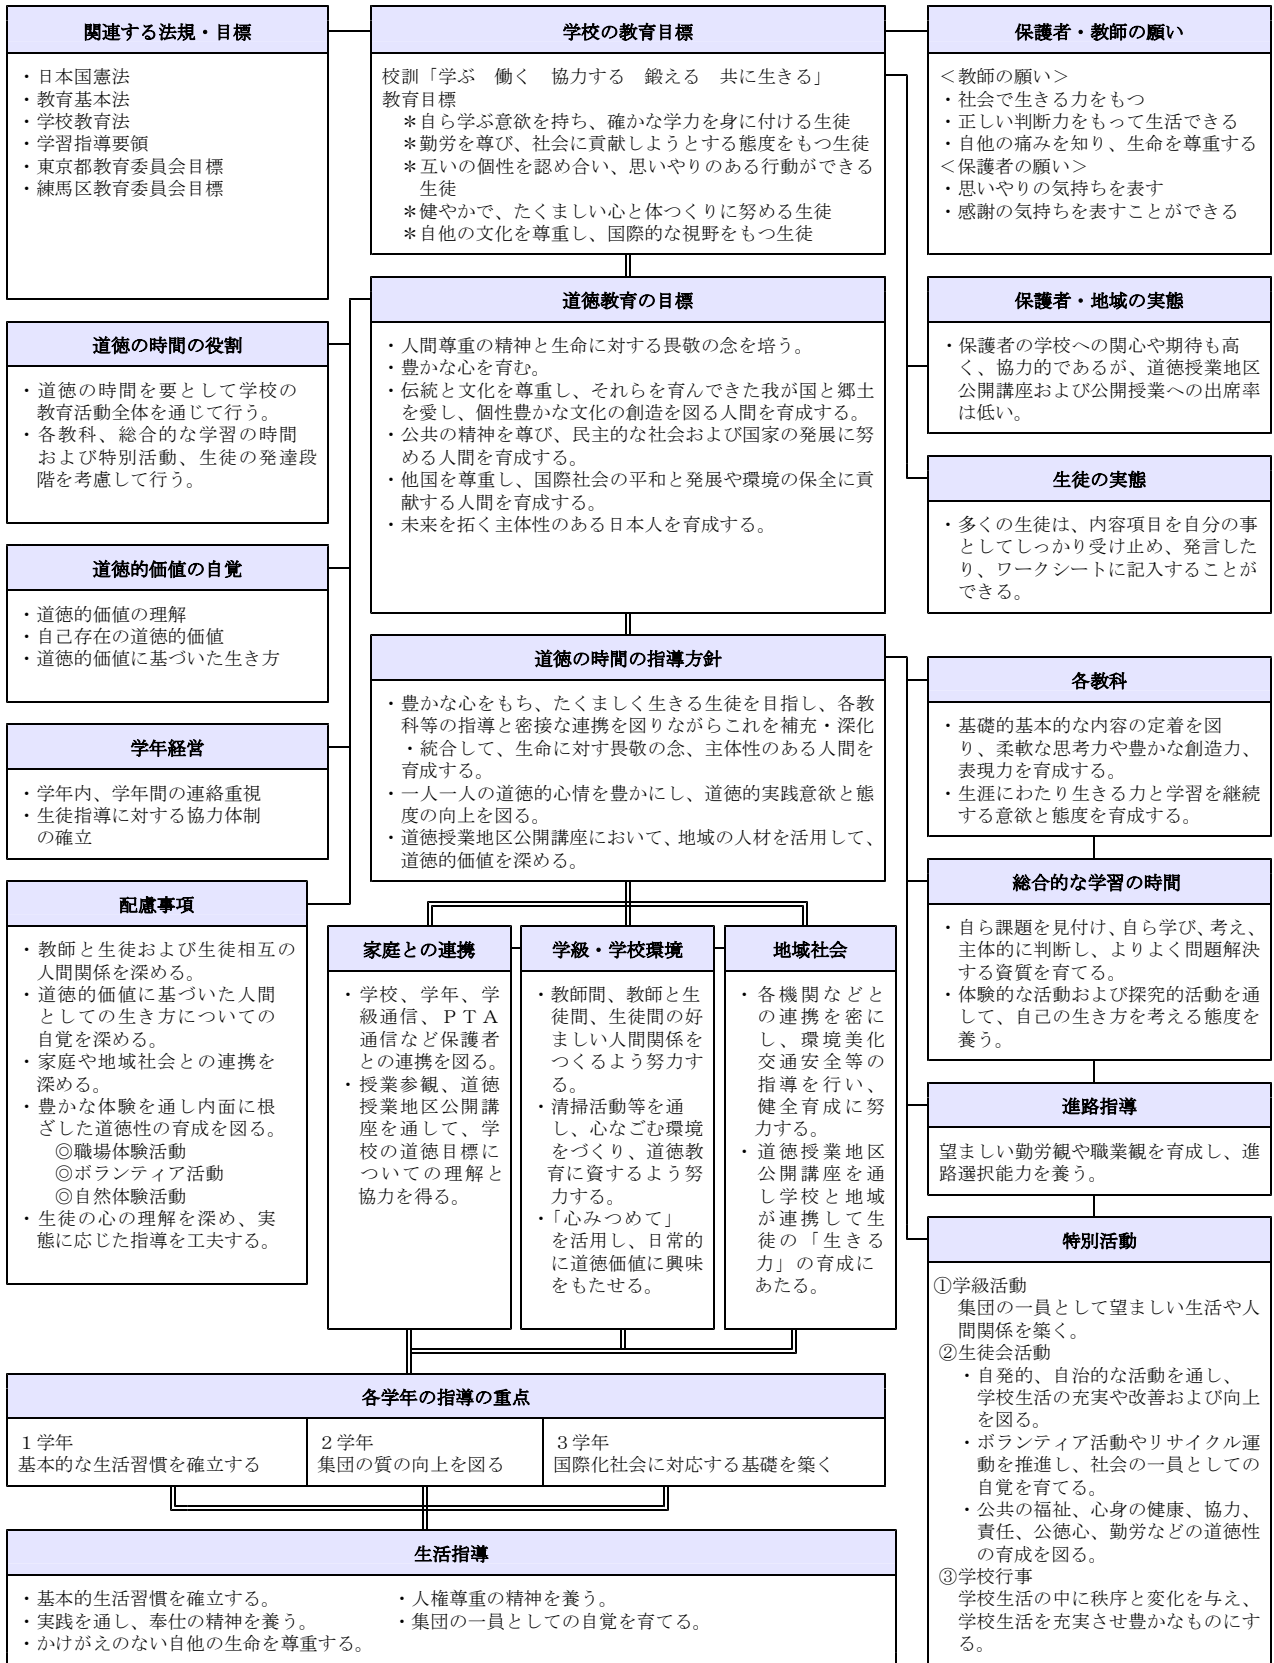 関連する法規・目標
・日本国憲法
・教育基本法
・学校教育法
・学習指導要領
・東京都教育委員会目標
・練馬区教育委員会目標
学校の教育目標
校訓「学ぶ　働く　協力する　鍛える　共に生きる」
教育目標
＊自ら学ぶ意欲を持ち、確かな学力を身に付ける生徒
＊勤労を尊び、社会に貢献しようとする態度をもつ生徒
＊互いの個性を認め合い、思いやりのある行動ができる
生徒
＊健やかで、たくましい心と体つくりに努める生徒
＊自他の文化を尊重し、国際的な視野をもつ生徒
保護者・教師の願い
＜教師の願い＞
・社会で生きる力をもつ
・正しい判断力をもって生活できる
・自他の痛みを知り、生命を尊重する
＜保護者の願い＞
・思いやりの気持ちを表す
・感謝の気持ちを表すことができる
道徳の時間の役割
・道徳の時間を要として学校の
教育活動全体を通じて行う。
・各教科、総合的な学習の時間
および特別活動、生徒の発達段
階を考慮して行う。
道徳教育の目標
・人間尊重の精神と生命に対する畏敬の念を培う。
・豊かな心を育む。
・伝統と文化を尊重し、それらを育んできた我が国と郷土
を愛し、個性豊かな文化の創造を図る人間を育成する。
・公共の精神を尊び、民主的な社会および国家の発展に努
める人間を育成する。
・他国を尊重し、国際社会の平和と発展や環境の保全に貢
献する人間を育成する。
・未来を拓く主体性のある日本人を育成する。
保護者・地域の実態
・保護者の学校への関心や期待も高
く、協力的であるが、道徳授業地区
公開講座および公開授業への出席率
は低い。
生徒の実態
・多くの生徒は、内容項目を自分の事
としてしっかり受け止め、発言した
り、ワークシートに記入することが
できる。
道徳的価値の自覚
・道徳的価値の理解
・自己存在の道徳的価値
・道徳的価値に基づいた生き方
学年経営
・学年内、学年間の連絡重視
・生徒指導に対する協力体制
の確立
道徳の時間の指導方針
・豊かな心をもち、たくましく生きる生徒を目指し、各教
科等の指導と密接な連携を図りながらこれを補充・深化
・統合して、生命に対す畏敬の念、主体性のある人間を
育成する。
・一人一人の道徳的心情を豊かにし、道徳的実践意欲と態
度の向上を図る。
・道徳授業地区公開講座において、地域の人材を活用して、
道徳的価値を深める。
各教科
・基礎的基本的な内容の定着を図
り、柔軟な思考力や豊かな創造力、
表現力を育成する。
・生涯にわたり生きる力と学習を継続
する意欲と態度を育成する。
総合的な学習の時間
・自ら課題を見付け、自ら学び、考え、
主体的に判断し、よりよく問題解決
する資質を育てる。
・体験的な活動および探究的活動を通
して、自己の生き方を考える態度を
養う。
配慮事項
・教師と生徒および生徒相互の
人間関係を深める。
・道徳的価値に基づいた人間
としての生き方についての
自覚を深める。
・家庭や地域社会との連携を
深める。
・豊かな体験を通し内面に根
ざした道徳性の育成を図る。
◎職場体験活動
◎ボランティア活動
◎自然体験活動
・生徒の心の理解を深め、実
態に応じた指導を工夫する。
家庭との連携
・学校、学年、学
級通信、ＰＴＡ
通信など保護者
との連携を図る。
・授業参観、道徳
授業地区公開講
座を通して、学
校の道徳目標に
ついての理解と
協力を得る。
学級・学校環境
・教師間、教師と生
徒間、生徒間の好
ましい人間関係を
つくるよう努力す
る。
・清掃活動等を通
し、心なごむ環境
をづくり、道徳教
育に資するよう努
力する。
・「心みつめて」
を活用し、日常的
に道徳価値に興味
をもたせる。
地域社会
・各機関などと
の連携を密に
し、環境美化
交通安全等の
指導を行い、
健全育成に努
力する。
・道徳授業地区
公開講座を通
し学校と地域
が連携して生
徒の「生きる
力」の育成に
あたる。
進路指導
望ましい勤労観や職業観を育成し、進
路選択能力を養う。
特別活動
①学級活動
集団の一員として望ましい生活や人
間関係を築く。
②生徒会活動
・自発的、自治的な活動を通し、
学校生活の充実や改善および向上
を図る。
・ボランティア活動やリサイクル運
動を推進し、社会の一員としての
自覚を育てる。
・公共の福祉、心身の健康、協力、
責任、公徳心、勤労などの道徳性
の育成を図る。
③学校行事
学校生活の中に秩序と変化を与え、
学校生活を充実させ豊かなものにす
る。
各学年の指導の重点
１学年
基本的な生活習慣を確立する
２学年
集団の質の向上を図る
３学年
国際化社会に対応する基礎を築く
生活指導
・基本的生活習慣を確立する。
・実践を通し、奉仕の精神を養う。
・かけがえのない自他の生命を尊重する。
・人権尊重の精神を養う。
・集団の一員としての自覚を育てる。